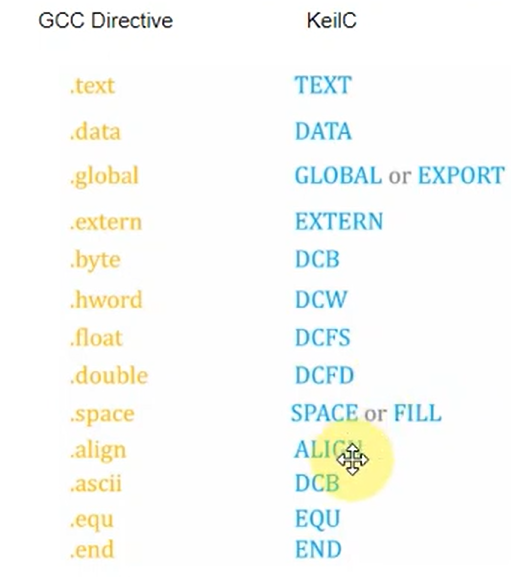 GCC Directive KeilC
.text TEXT
.data DATA
.global GLOBAL or EXPORT
.extern EXTERN
.byte DCB
.hword DCW
.float DCFS
.double DCFD
.space SPACE or FILL
.align ALIGN
.ascii DCB
.equ EQU
.end END